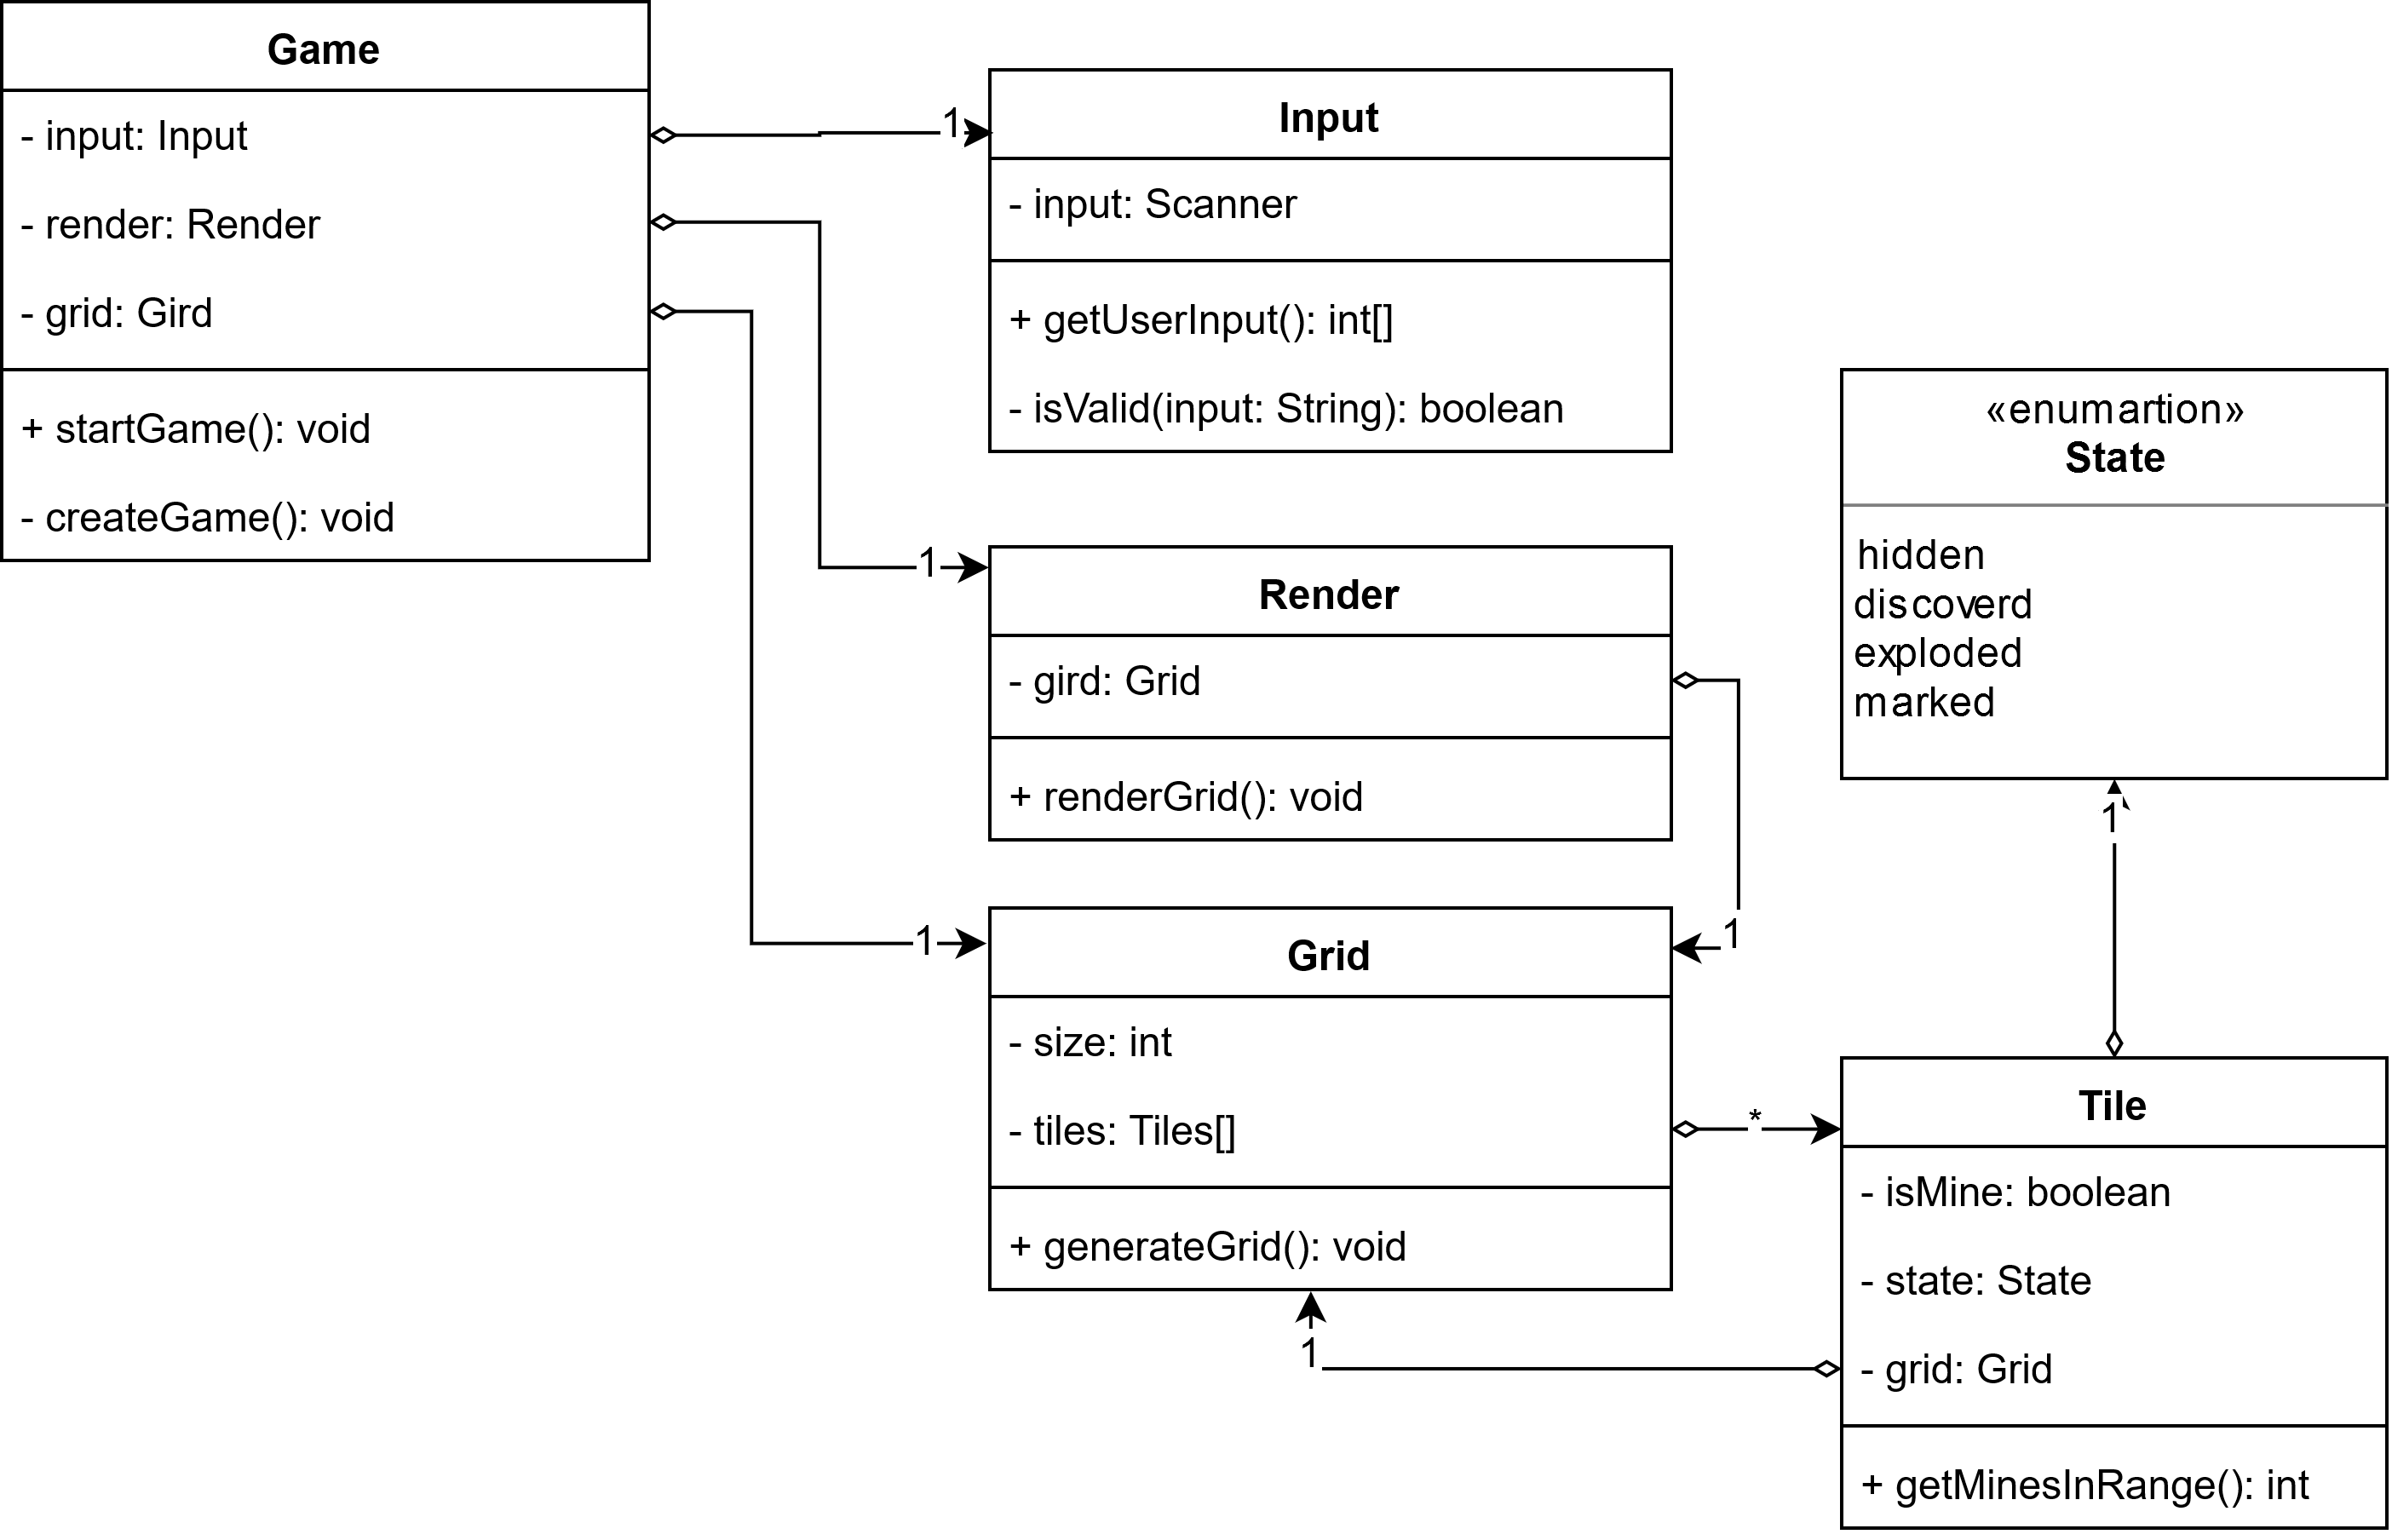 Game
- input: Input
- render: Render
- grid: Gird
+ startGame(): void
- createGame(): void
1
Input
- input: Scanner
+ getUserInput(): int[]
- isValid(input: String): boolean
1
Render
- gird: Grid
+ renderGrid(): void
1
1
Grid
- size: int
- tiles: Tiles[]
+ generateGrid(): void
*
1
«enumartion»
State
hidden
discoverd
exploded
marked
1
Tile
- isMine: boolean
- state: State
- grid: Grid
+ getMinesInRange(): int